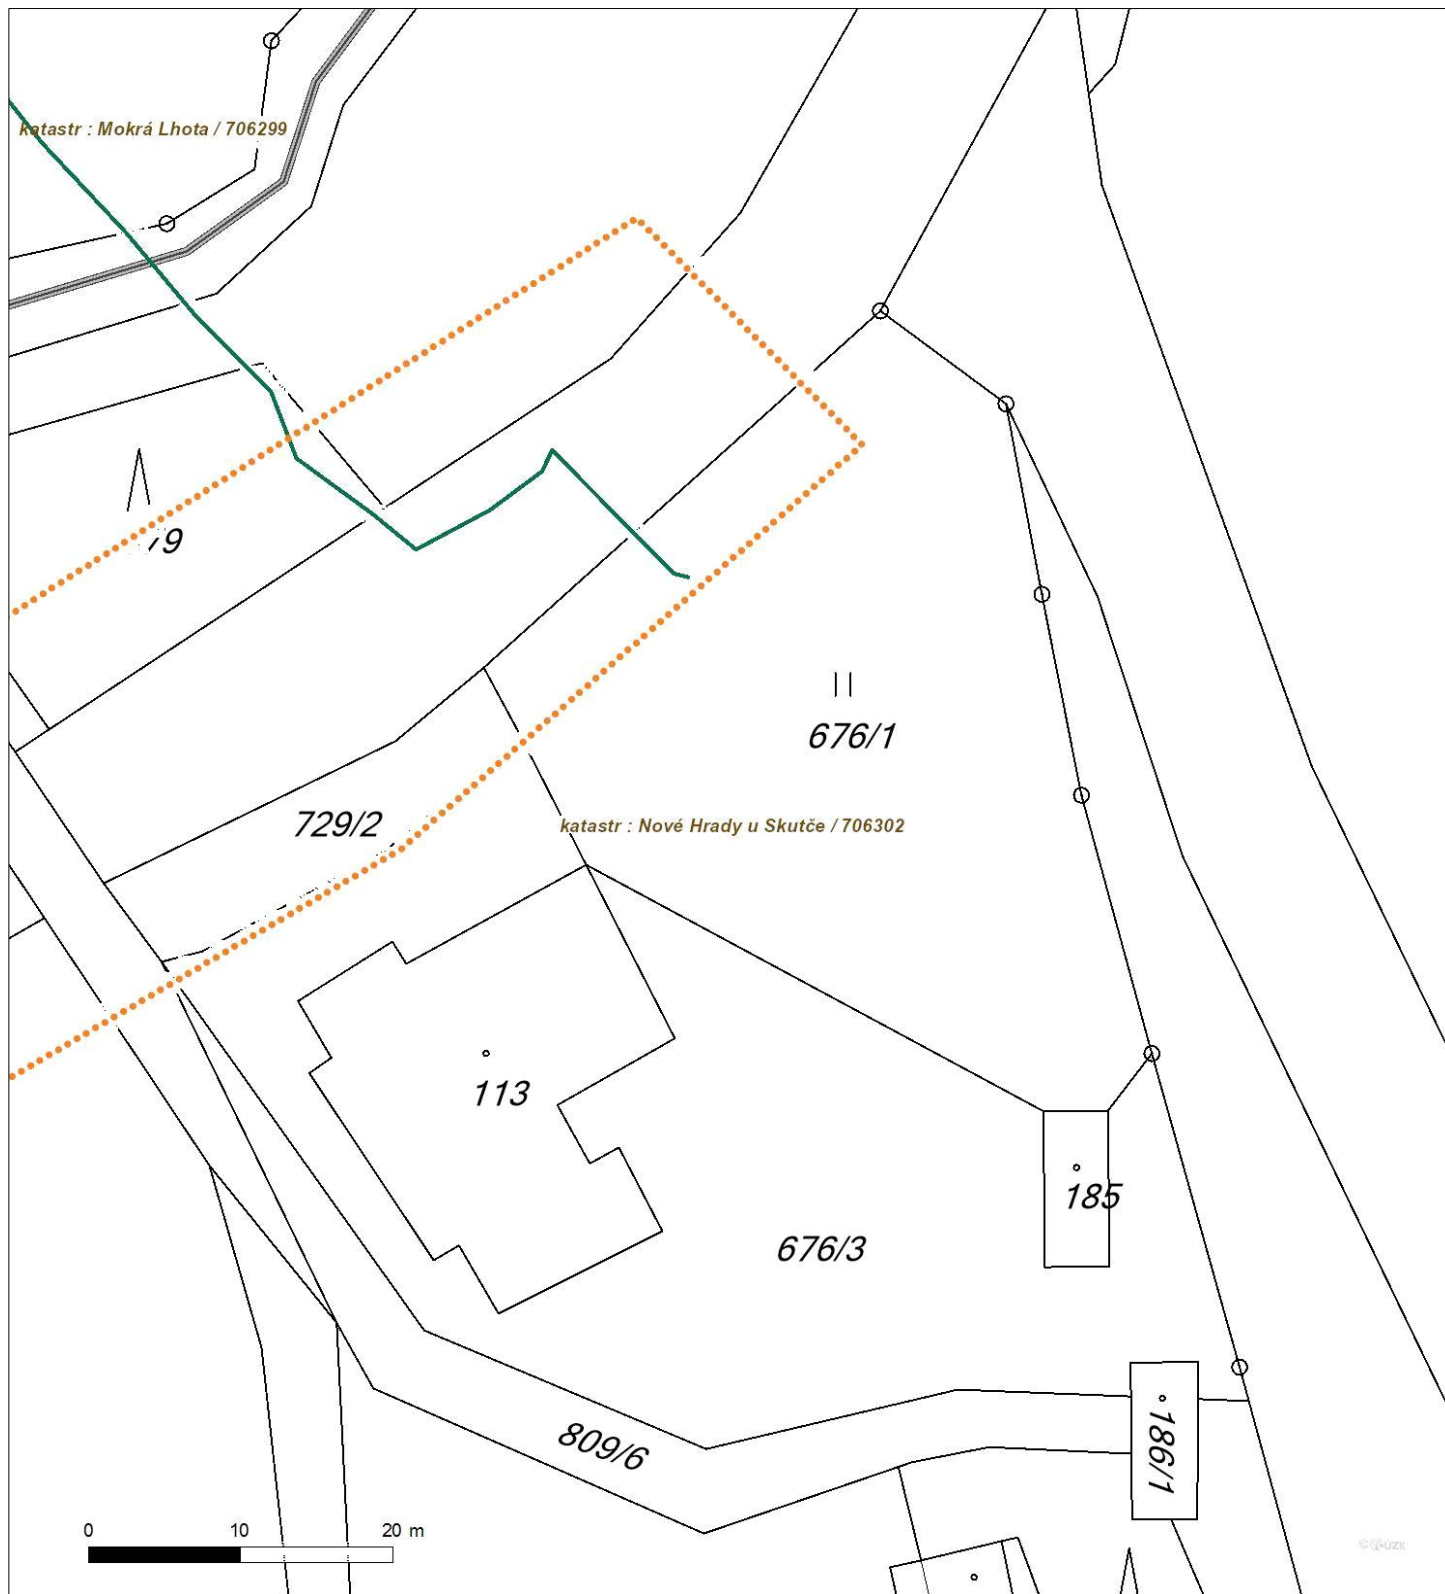 katastr : Mokrá Lhota / 706299
/9
676/1
729/2
katastr : Nové Hrady u Skutče / 706302
113
185
676/3
809/6
186/1
0 10 20 m